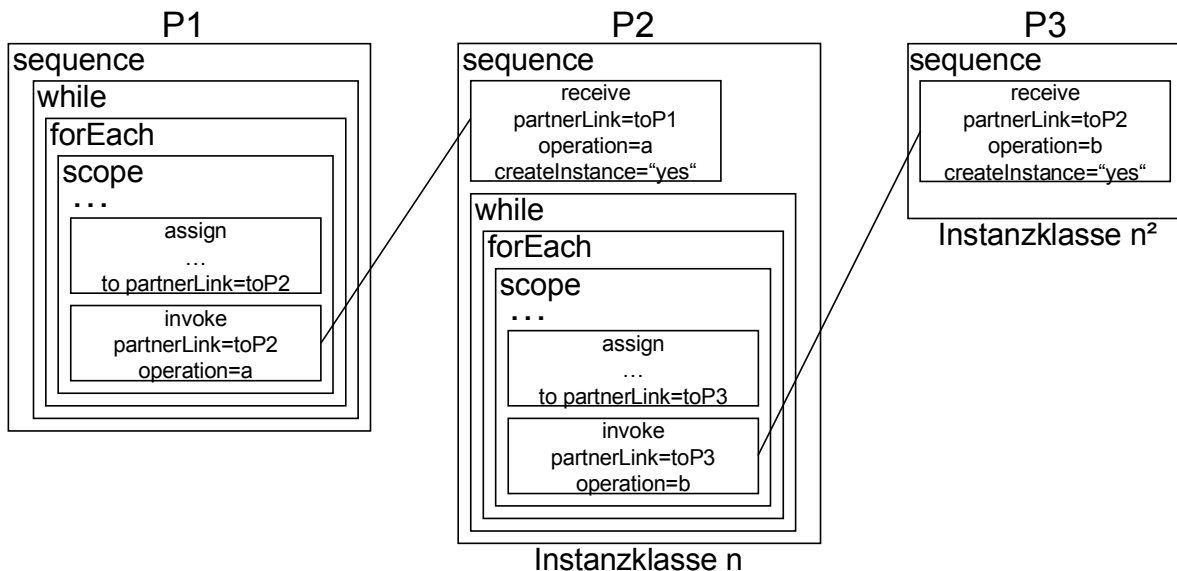 P1
sequence
while
forEach
scope
...
assign
...
to partnerLink=toP2
invoke
partnerLink=toP2
operation=a
P2
sequence
receive
partnerLink=toP1
operation=a
createInstance=“yes“
while
forEach
scope
...
assign
...
to partnerLink=toP3
invoke
partnerLink=toP3
operation=b
Instanzklasse n
P3
sequence
receive
partnerLink=toP2
operation=b
createInstance=“yes“
Instanzklasse n²